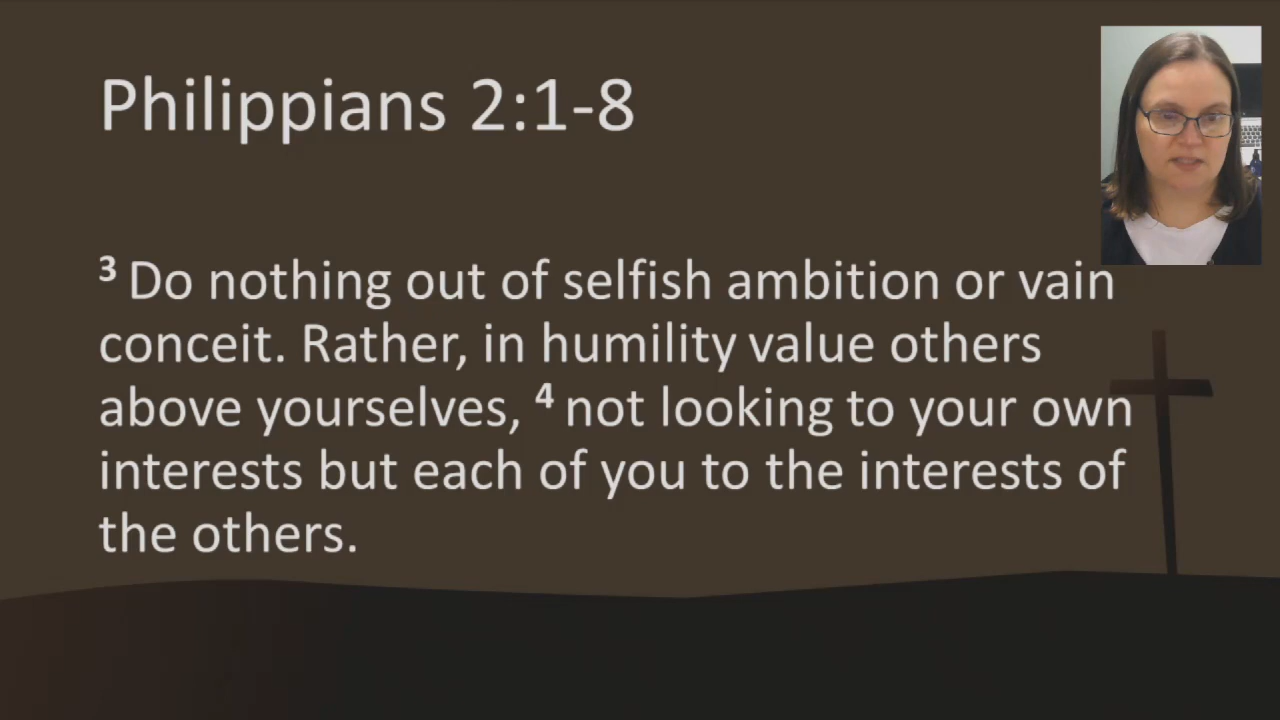 Philippians 2:1-8
³ Do nothing out of selfish ambition or vain
conceit. Rather, in humility value others
above yourselves, ⁴ not looking to your own
interests but each of you to the interests of
the others.